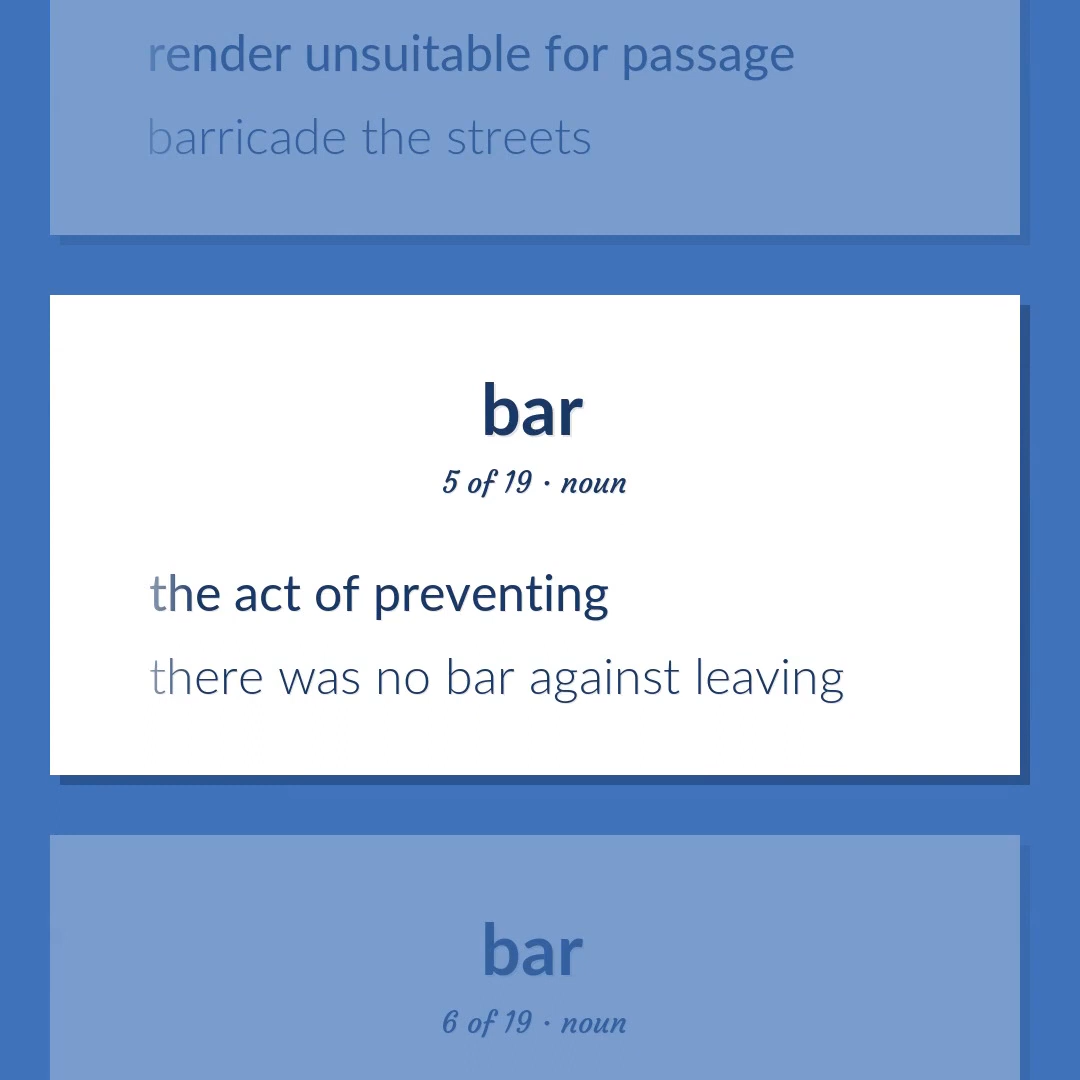 render unsuitable for passage
barricade the streets
bar
5 of 19 · noun
the act of preventing
there was no bar against leaving
bar
6 of 19 · noun